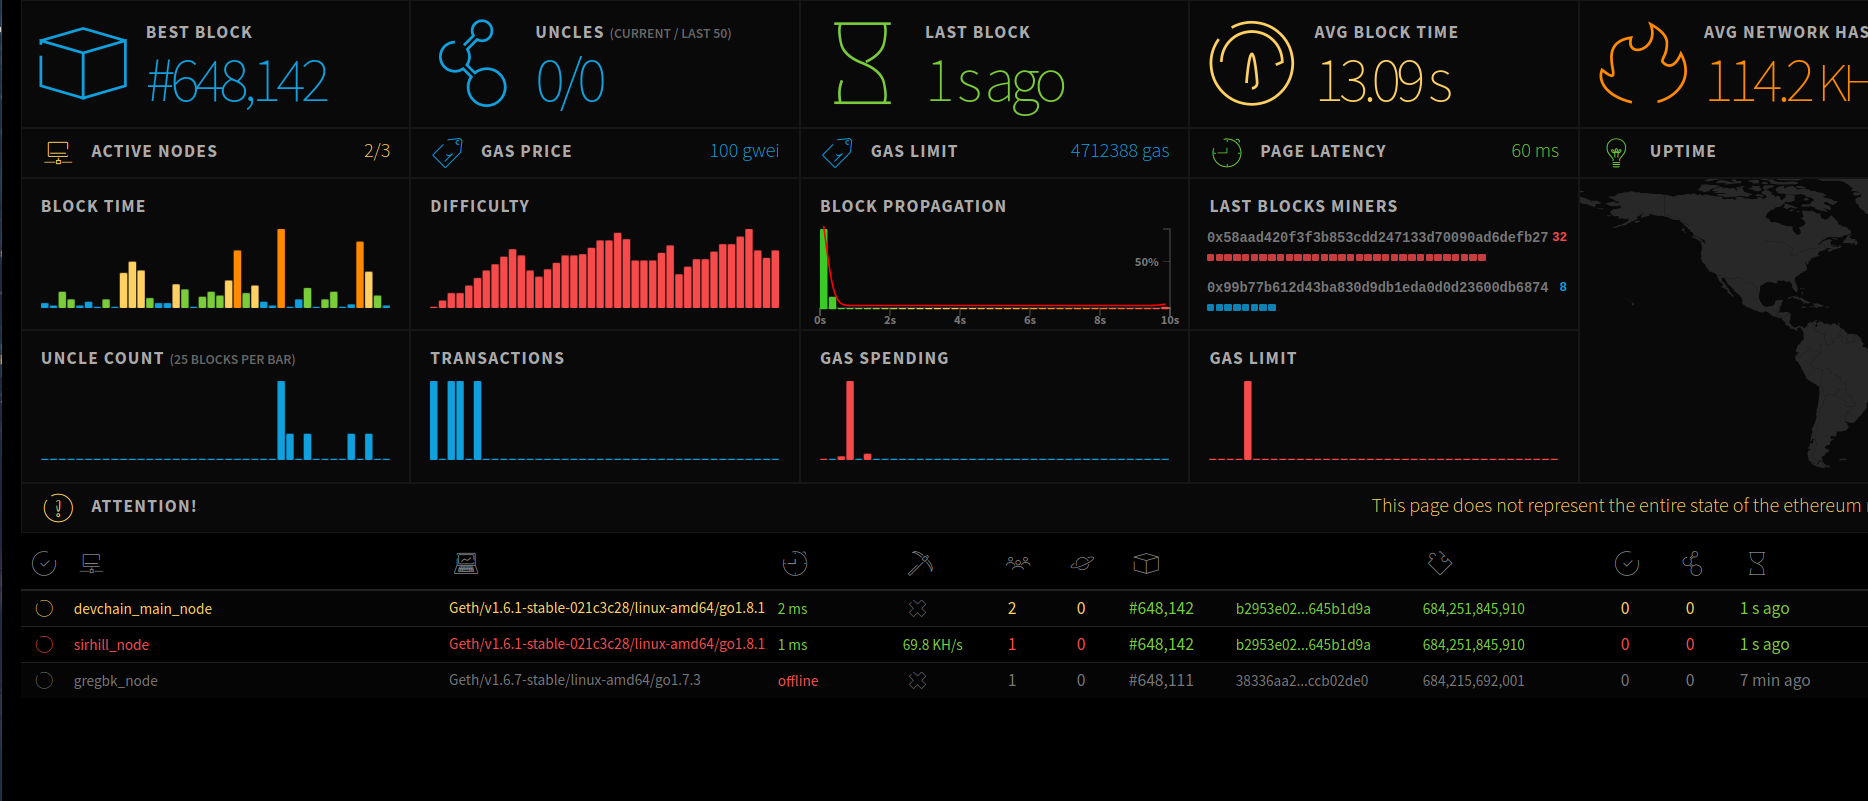 BEST BLOCK
#648,142
UNCLES (CURRENT / LAST 50)
0/0
LAST BLOCK
1 s ago
AVG BLOCK TIME
13.09 s
AVG NETWORK HAS
114.2 KH
ACTIVE NODES 2/3
GAS PRICE 100 gwei
GAS LIMIT 4712388 gas
PAGE LATENCY 60 ms
UPTIME
BLOCK TIME
DIFFICULTY
BLOCK PROPAGATION
50%
0s 2s 4s 6s 8s 10s
LAST BLOCKS MINERS
0x58aad420f3f3b853cdd247133d70090ad6defb27 32
0x99b77b612d43ba830d9db1eda0d0d23600db6874 8
UNCLE COUNT (25 BLOCKS PER BAR)
TRANSACTIONS
GAS SPENDING
GAS LIMIT
ATTENTION!
This page does not represent the entire state of the ethereum
devchain_main_node Geth/v1.6.1-stable-021c3c28/linux-amd64/go1.8.1 2 ms 2 0 #648,142 b2953e02...645b1d9a 684,251,845,910 0 0 1 s ago
sirhill_node Geth/v1.6.1-stable-021c3c28/linux-amd64/go1.8.1 1 ms 69.8 KH/s 1 0 #648,142 b2953e02...645b1d9a 684,251,845,910 0 0 1 s ago
gregbk_node Geth/v1.6.7-stable/linux-amd64/go1.7.3 offline 1 0 #648,111 38336aa2...ccb02de0 684,215,692,001 0 0 7 min ago